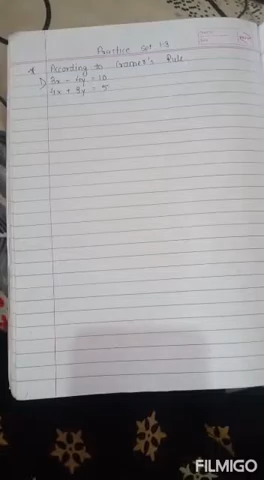 Practice set 1.3
* According to Cramer's Rule
1) 3x - 4y = 10
4x + 3y = 5
FILMIGO